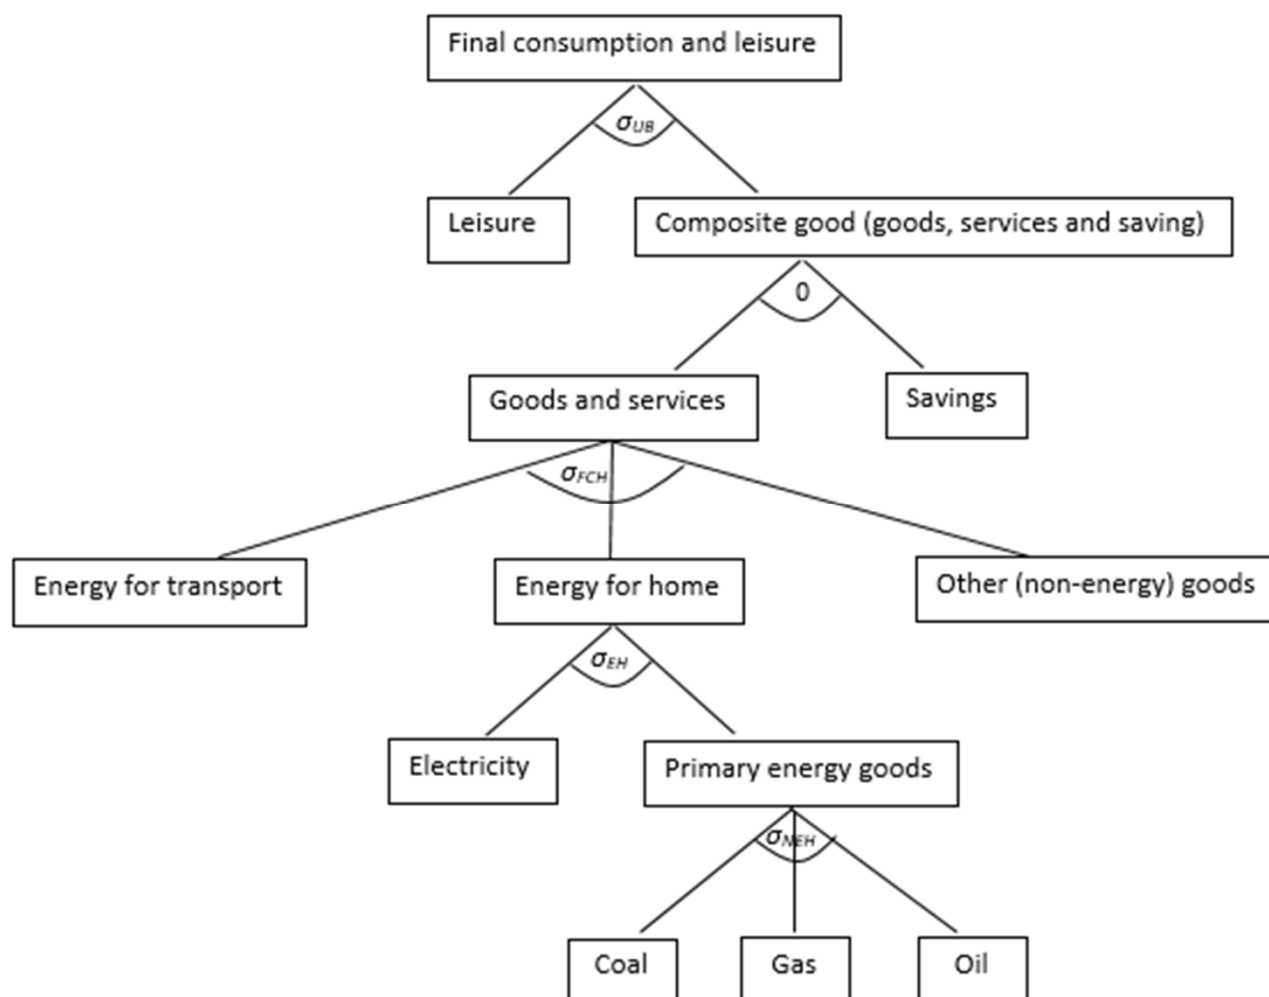 Final consumption and leisure
σUB
Leisure
Composite good (goods, services and saving)
0
Goods and services
Savings
σFCH
Energy for transport
Energy for home
Other (non-energy) goods
σEH
Electricity
Primary energy goods
σNEH
Coal
Gas
Oil